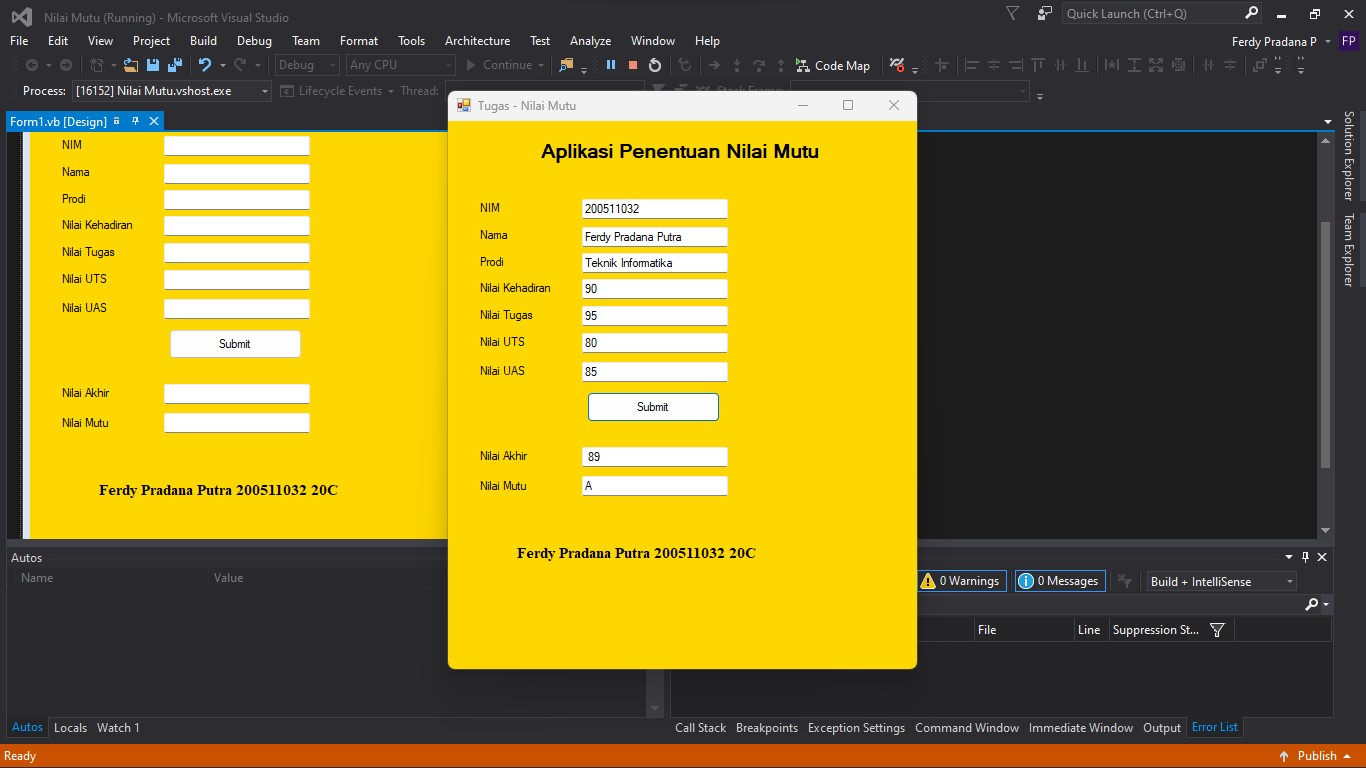 Nilai Mutu (Running) - Microsoft Visual Studio
Quick Launch (Ctrl+Q)
File Edit View Project Build Debug Team Format Tools Architecture Test Analyze Window Help
Ferdy Pradana P
FP
Debug Any CPU Continue Code Map
Process: [16152] Nilai Mutu.vshost.exe Lifecycle Events Thread: Stack Frame:
Form1.vb [Design]
NIM
Nama
Prodi
Nilai Kehadiran
Nilai Tugas
Nilai UTS
Nilai UAS
Submit
Nilai Akhir
Nilai Mutu
Ferdy Pradana Putra 200511032 20C
Tugas - Nilai Mutu
Aplikasi Penentuan Nilai Mutu
NIM 200511032
Nama Ferdy Pradana Putra
Prodi Teknik Informatika
Nilai Kehadiran 90
Nilai Tugas 95
Nilai UTS 80
Nilai UAS 85
Submit
Nilai Akhir 89
Nilai Mutu A
Ferdy Pradana Putra 200511032 20C
Solution Explorer
Team Explorer
Autos
Name Value
0 Warnings 0 Messages Build + IntelliSense
File Line Suppression St...
Autos Locals Watch 1
Call Stack Breakpoints Exception Settings Command Window Immediate Window Output Error List
Ready
Publish